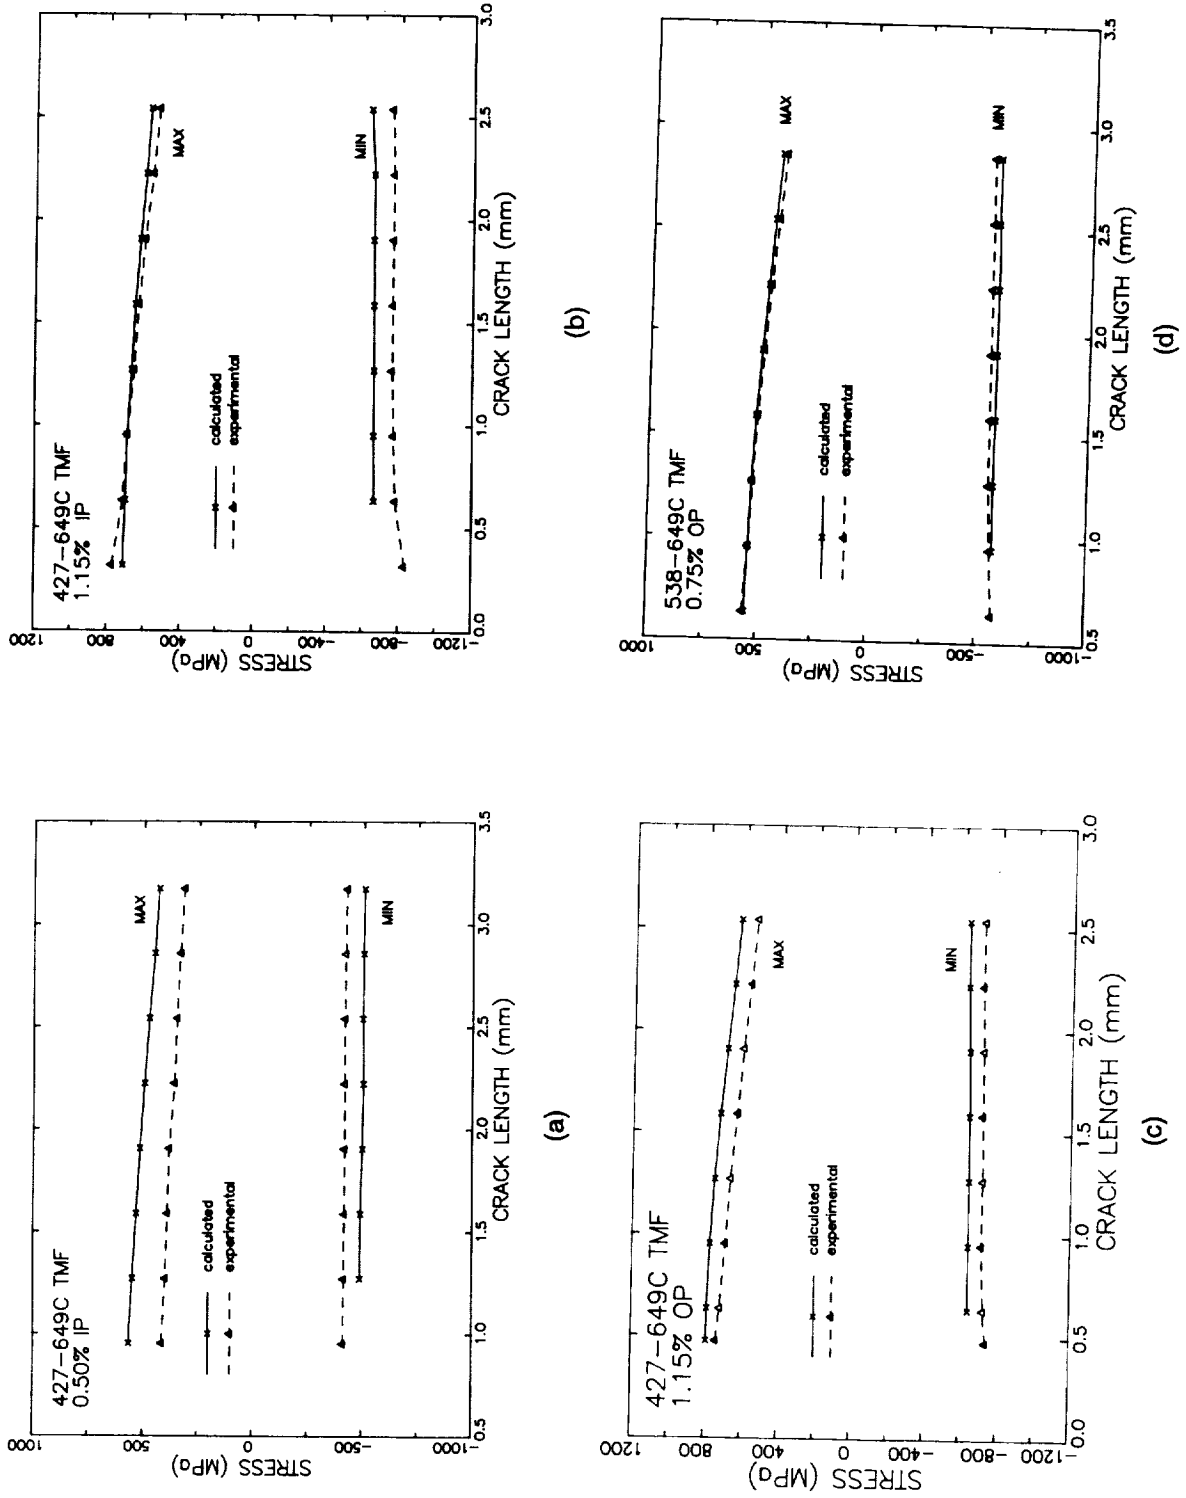 427-649C TMF
0.50% IP
MAX
MIN
calculated
experimental
STRESS (MPa)
1000
500
0
-500
-1000
0.5
1.0
1.5
2.0
2.5
3.0
3.5
CRACK LENGTH (mm)
(a)
427-649C TMF
1.15% IP
MAX
MIN
calculated
experimental
STRESS (MPa)
1200
800
400
0
-400
-800
-1200
0.0
0.5
1.0
1.5
2.0
2.5
3.0
CRACK LENGTH (mm)
(b)
427-649C TMF
1.15% OP
MAX
MIN
calculated
experimental
STRESS (MPa)
1200
800
400
0
-400
-800
-1200
0.0
0.5
1.0
1.5
2.0
2.5
3.0
CRACK LENGTH (mm)
(c)
538-649C TMF
0.75% OP
MAX
MIN
calculated
experimental
STRESS (MPa)
1000
500
0
-500
-1000
0.5
1.0
1.5
2.0
2.5
3.0
3.5
CRACK LENGTH (mm)
(d)